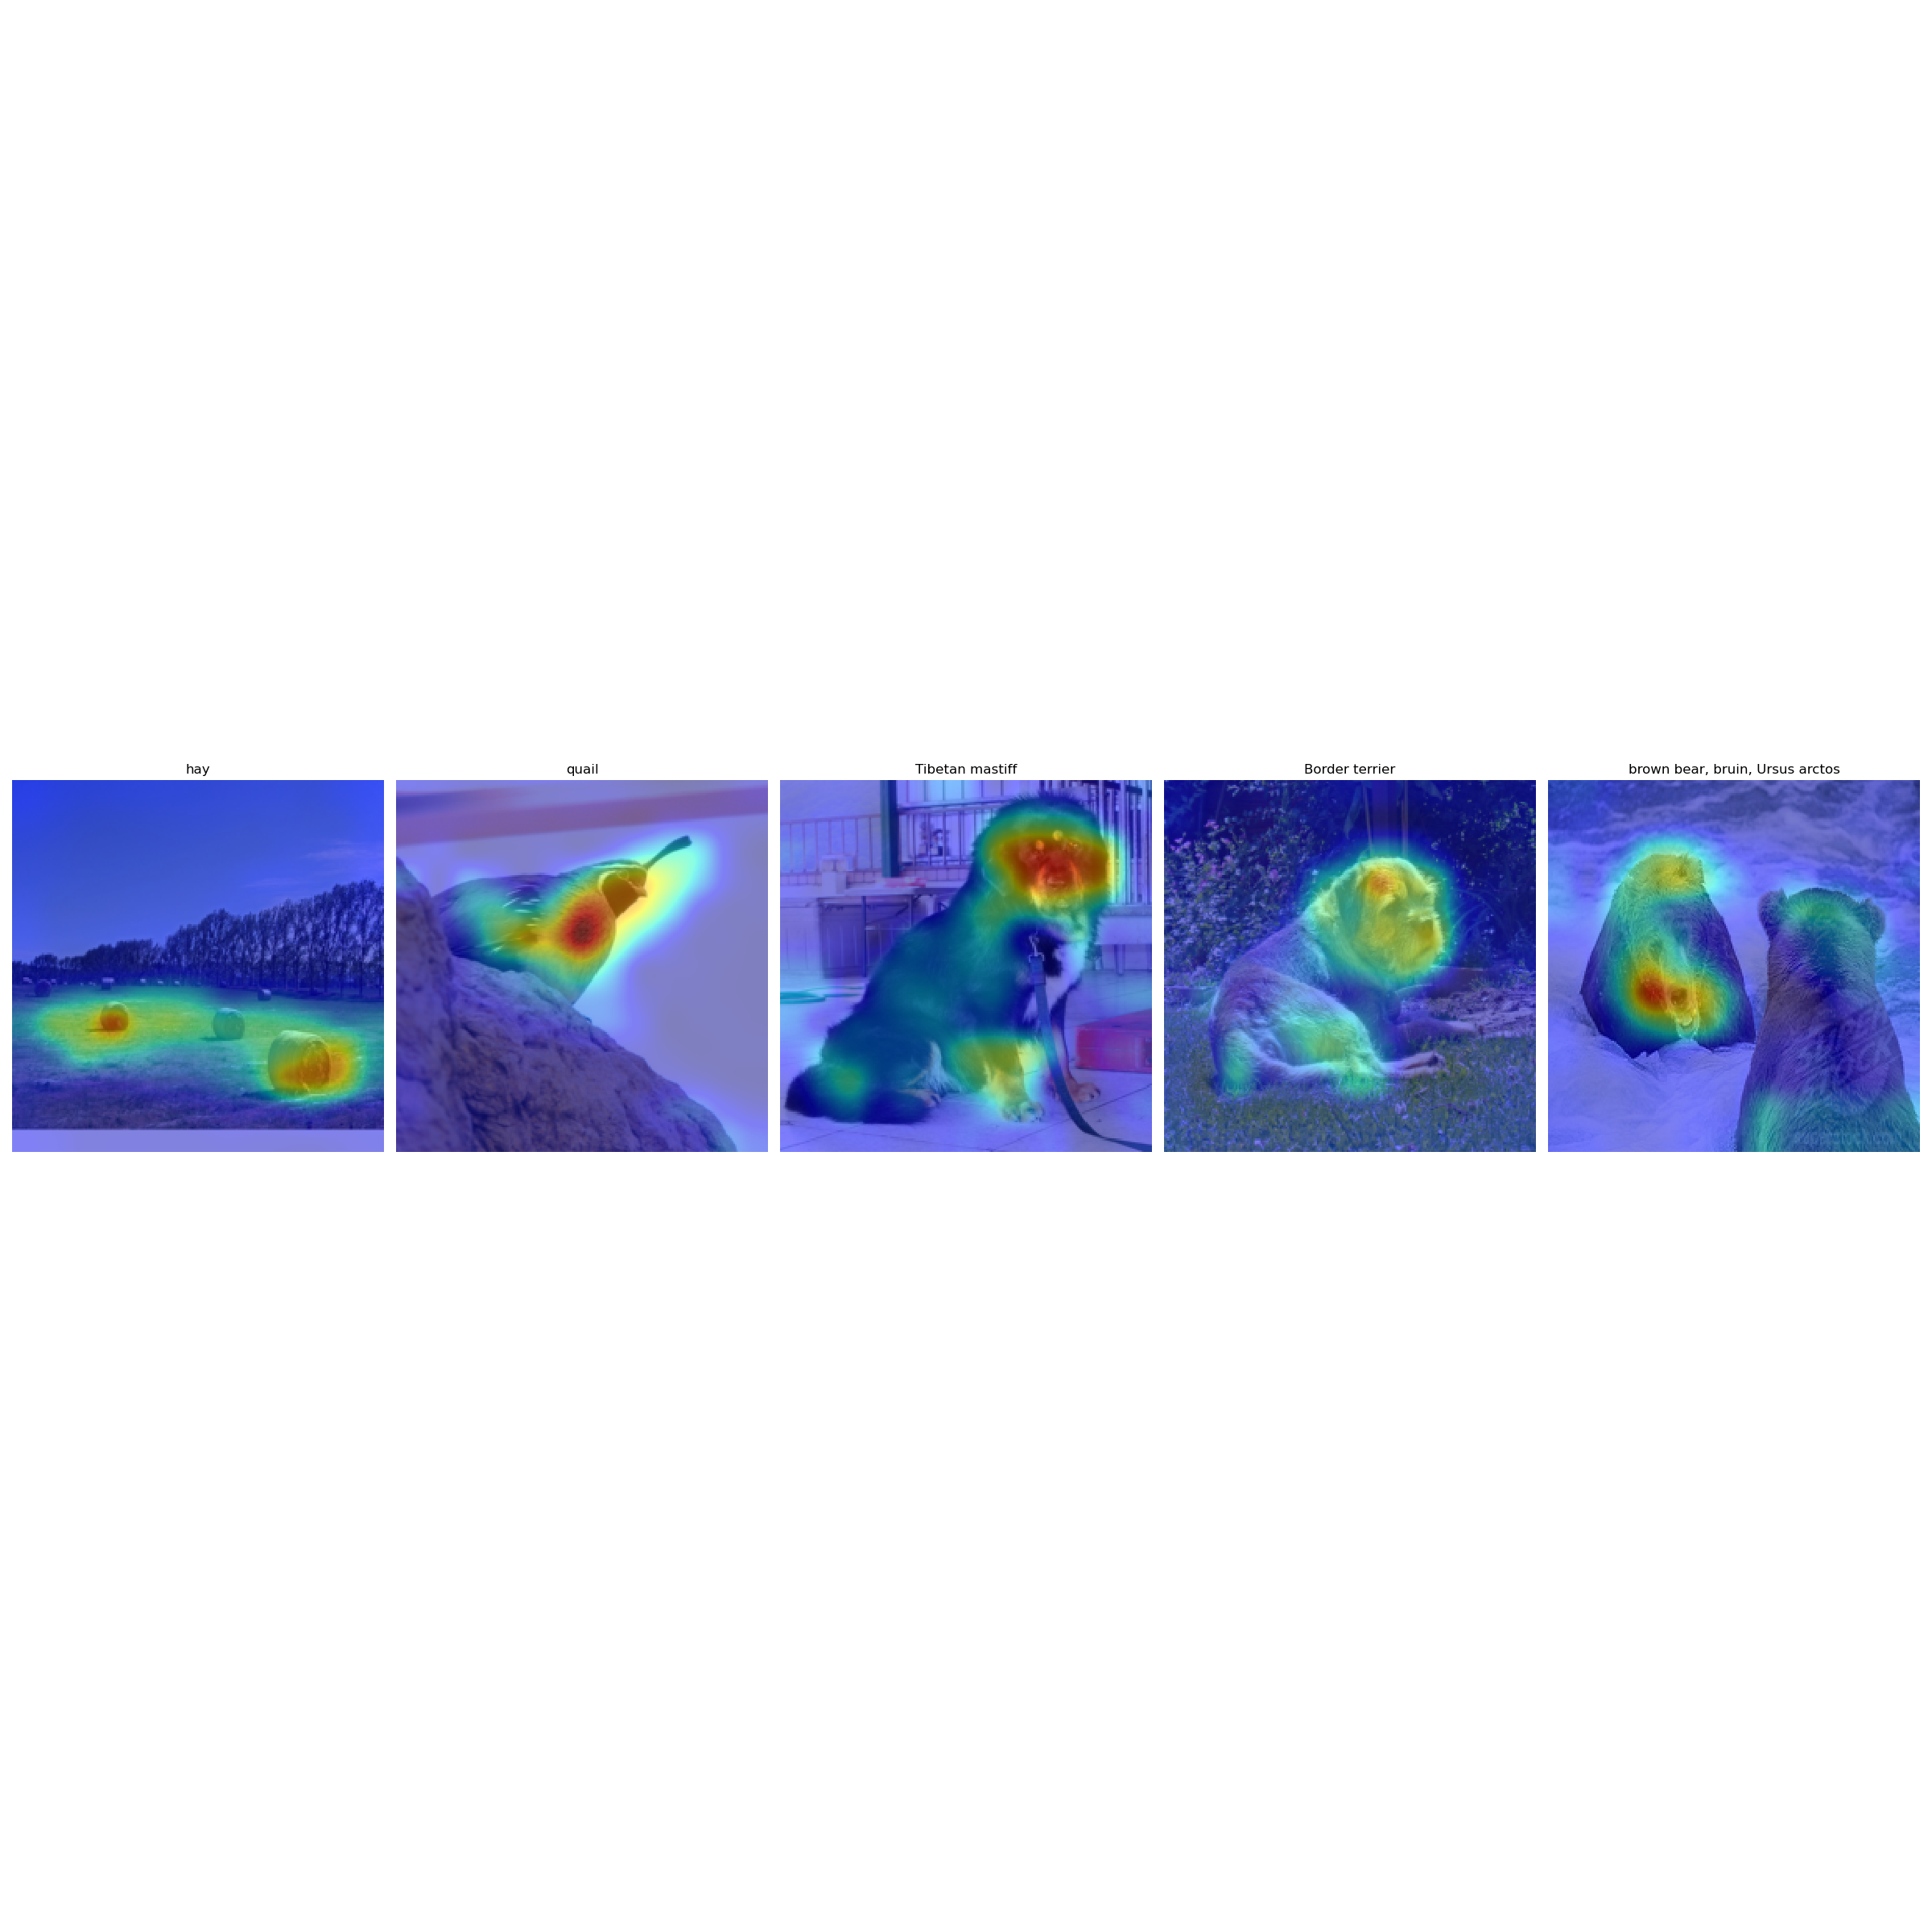 hay
quail
Tibetan mastiff
Border terrier
brown bear, bruin, Ursus arctos